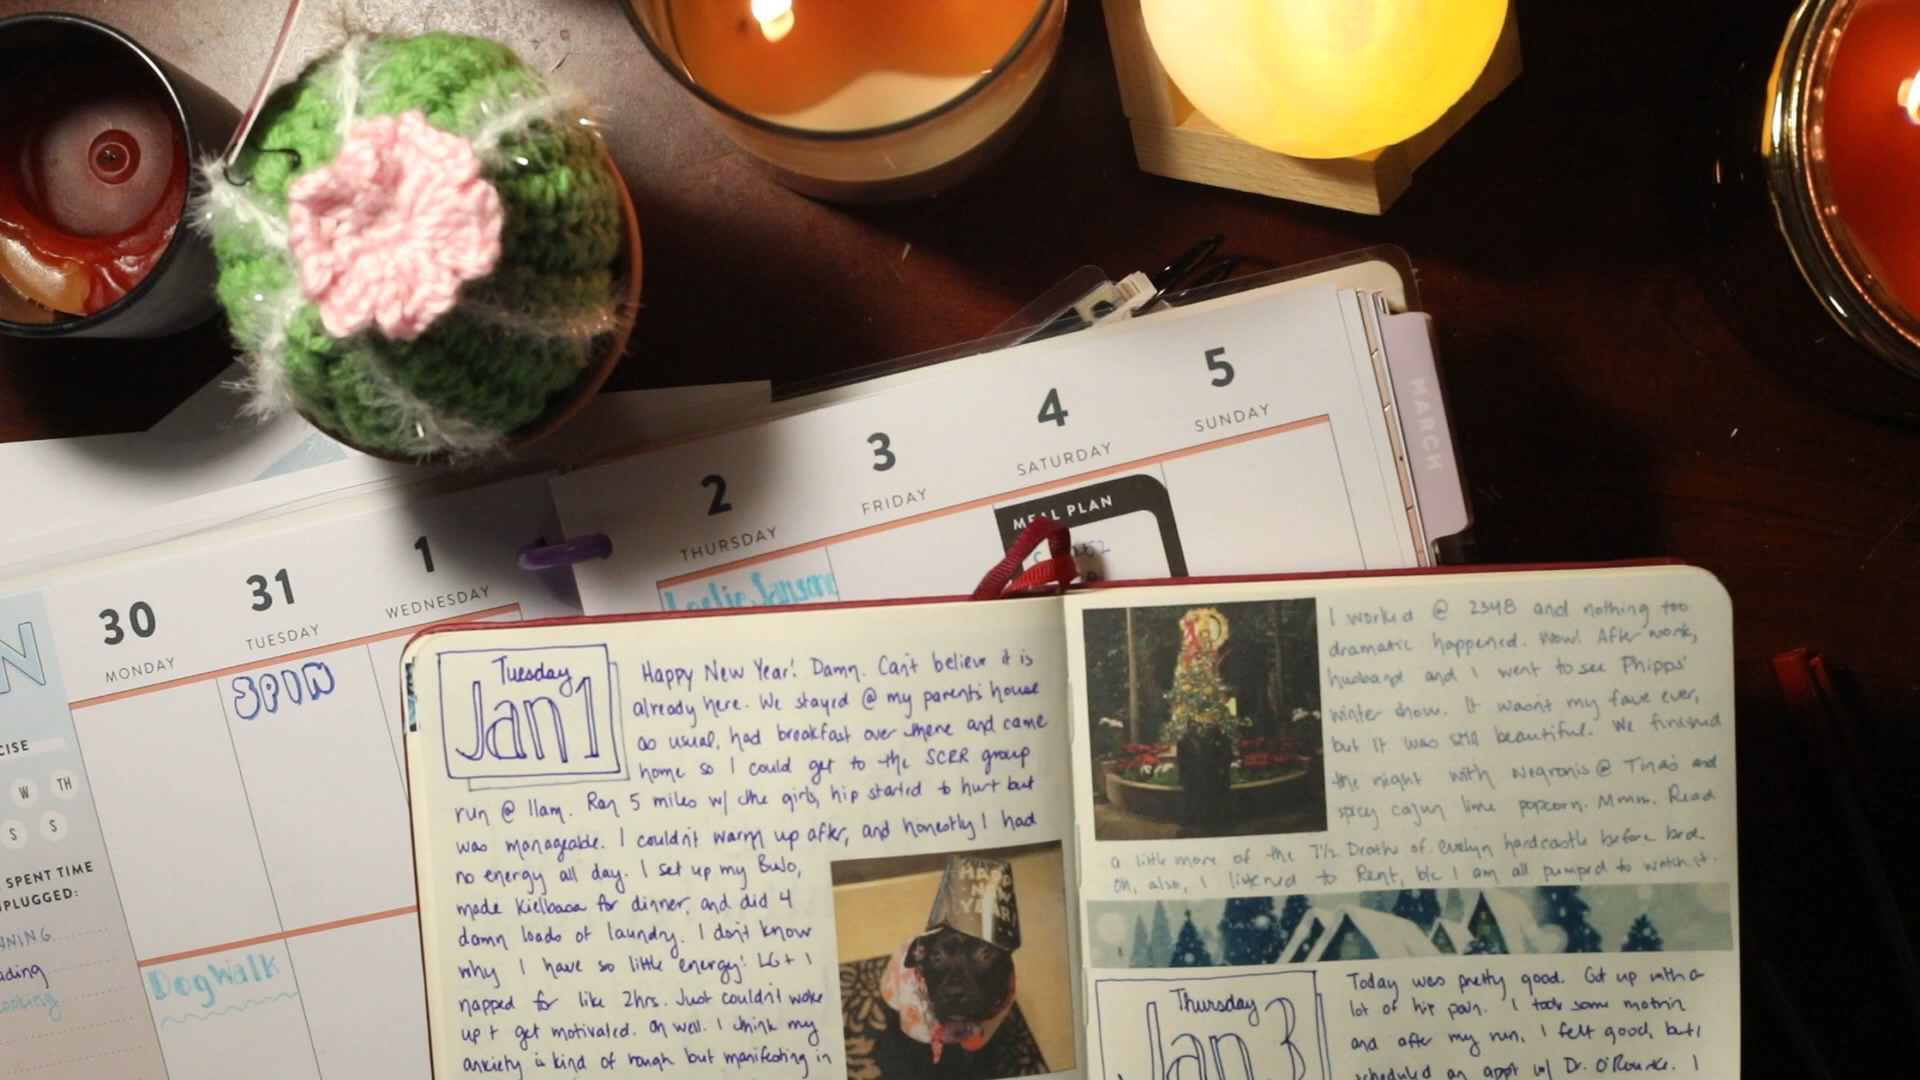 30
MONDAY
31
TUESDAY
1
WEDNESDAY
2
THURSDAY
3
FRIDAY
4
SATURDAY
5
SUNDAY
MARCH
MEAL PLAN
Leslie Sansone
SPIN
Dog Walk
N
CISE
W TH
S S
SPENT TIME
NPLUGGED:
Tuesday
Jan 1
Happy New Year! Damn. Can't believe it is
already here. We stayed @ my parents' house
as usual, had breakfast over there and came
home so I could get to the SCRR group
run @ 11am. Ran 5 miles w/ the girls, hip started to hurt but
was manageable. I couldn't warm up after, and honestly I had
no energy all day. I set up my BuJo,
made kielbasa for dinner, and did 4
damn loads of laundry. I don't know
why I have so little energy! LG + I
napped for like 2hrs. Just couldn't wake
up + get motivated. Oh well. I think my
anxiety is kind of rough but manifesting in
HAPPY
NEW
YEAR!
I worked @ 2348 and nothing too
dramatic happened. Wow! After work,
husband and I went to see Phipps'
winter show. It wasn't my fave ever,
but it was still beautiful. We finished
the night with negronis @ Tina's and
spicy cajun lime popcorn. Mmm. Read
a little more of the 7½ Deaths of Evelyn Hardcastle before bed.
Oh, also, I listened to Rent, b/c I am all pumped to watch it.
Thursday
Jan 3
Today was pretty good. Got up with a
lot of hip pain. I took some motrin
and after my run, I felt good, but I
scheduled an appt w/ Dr. O'Rourke. I